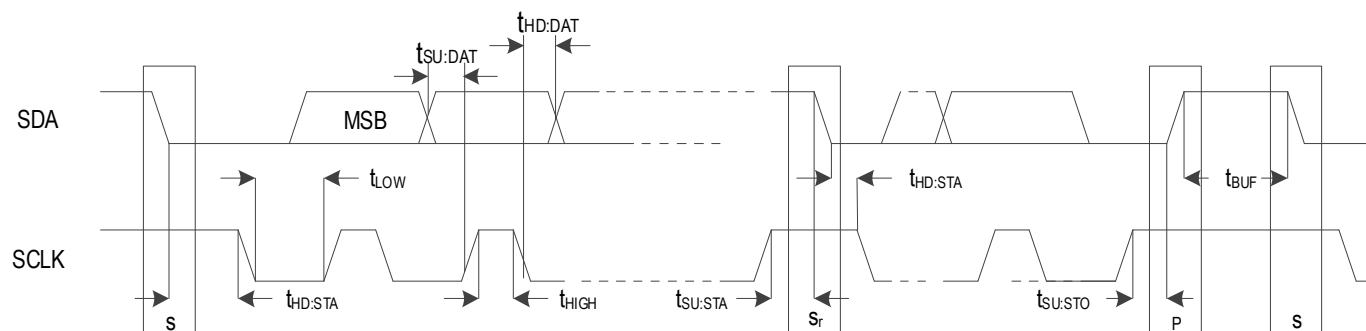 tHD:DAT
tSU:DAT
SDA
MSB
tLOW
tHD:STA
tBUF
SCLK
tHD:STA
tHIGH
tSU:STA
tSU:STO
S
Sr
P
S